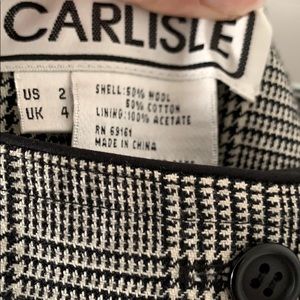 CARLISLE
US 2
UK 4
SHELL: 50% WOOL
50% COTTON
LINING: 100% ACETATE
RN 69161
MADE IN CHINA